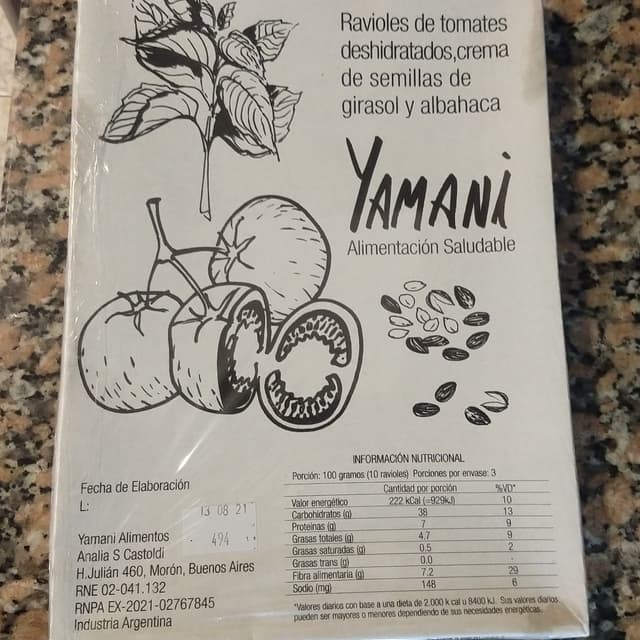 Ravioles de tomates
deshidratados,crema
de semillas de
girasol y albahaca
YAMANi
Alimentación Saludable
INFORMACIÓN NUTRICIONAL
Porción: 100 gramos (10 ravioles) Porciones por envase: 3
Cantidad por porción %VD*
Valor energético 222 kCal (=929kJ) 10
Carbohidratos (g) 38 13
Proteinas (g) 7 9
Grasas totales (g) 4.7 9
Grasas saturadas (g) 0.5 2
Grasas trans (g) 0.0 -
Fibra alimentaria (g) 7.2 29
Sodio (mg) 148 6
*Valores diarios con base a una dieta de 2.000 k cal u 8400 kJ. Sus valores diarios
pueden ser mayores o menores dependiendo de sus necesidades energéticas.
Fecha de Elaboración
L: 13 08 21
494
Yamani Alimentos
Analia S Castoldi
H.Julián 460, Morón, Buenos Aires
RNE 02-041.132
RNPA EX-2021-02767845
Industria Argentina